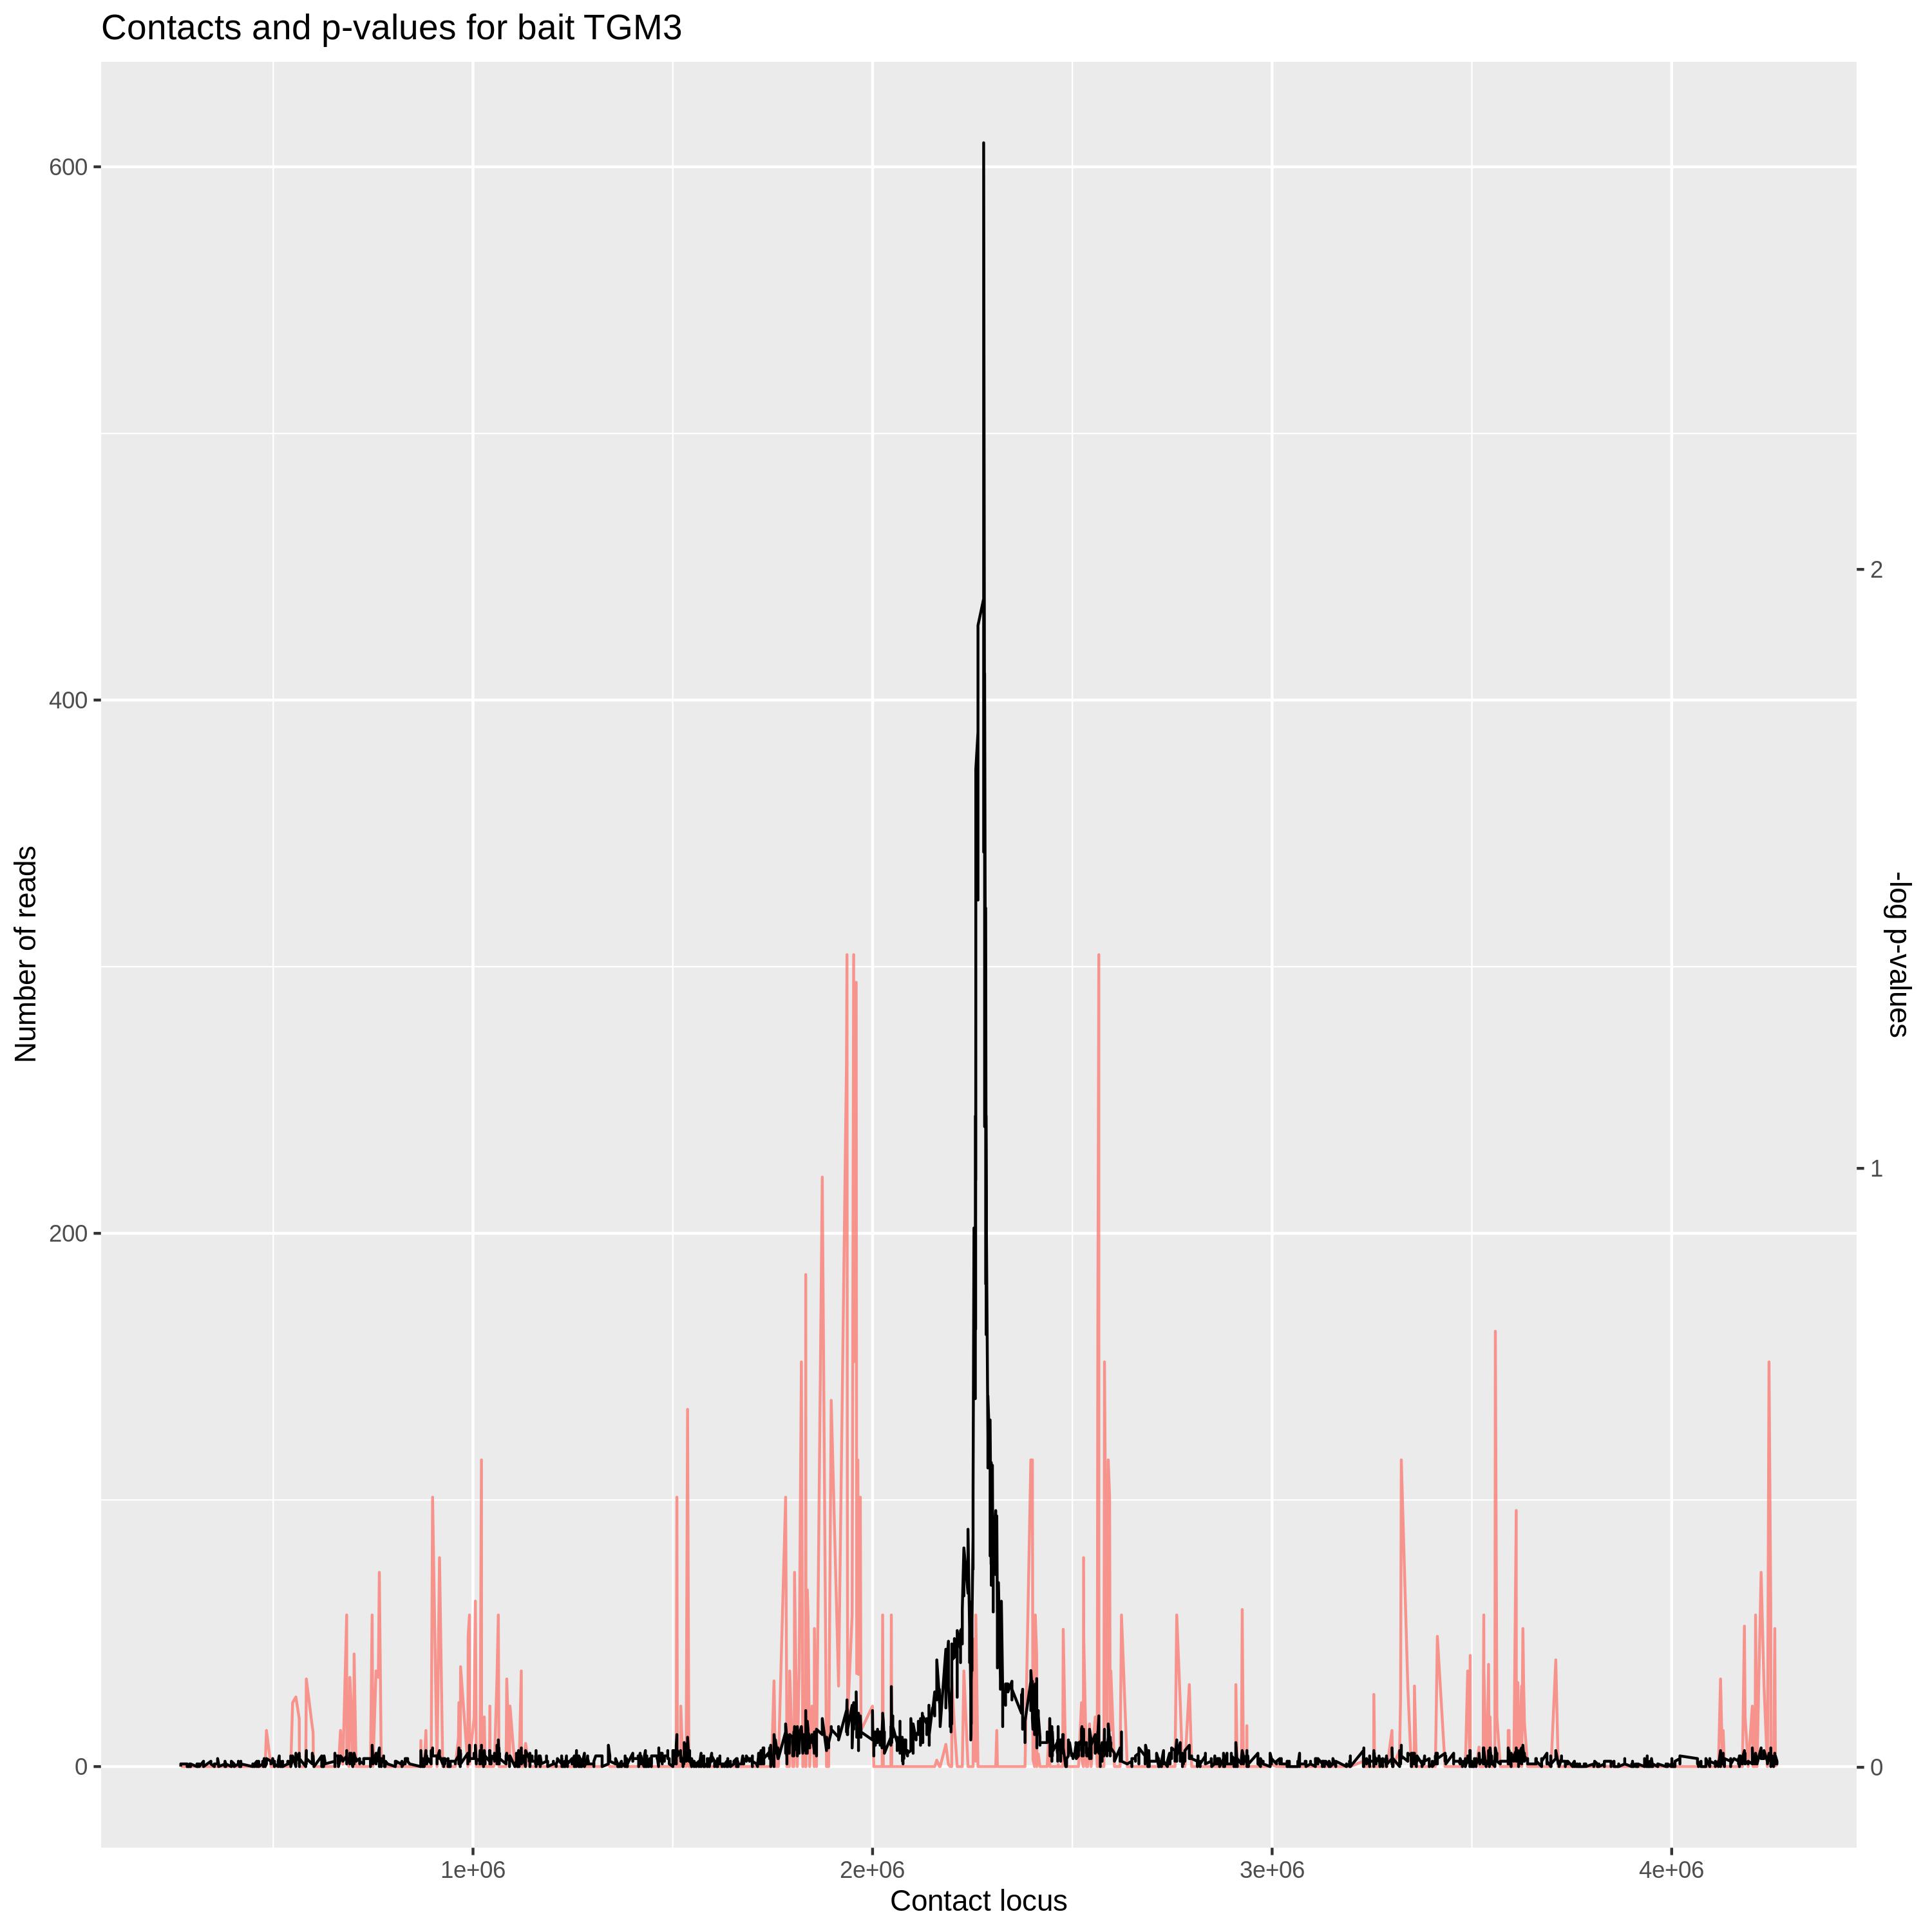 Contacts and p-values for bait TGM3
600
400
200
0
Number of reads
2
1
0
-log p-values
1e+06
2e+06
3e+06
4e+06
Contact locus